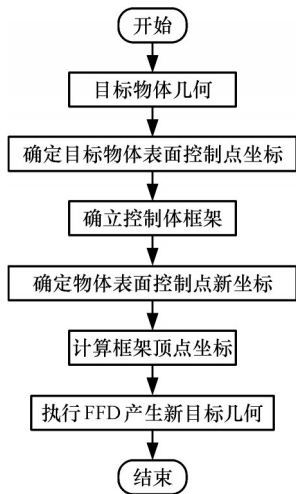 开始
目标物体几何
确定目标物体表面控制点坐标
确立控制体框架
确定物体表面控制点新坐标
计算框架顶点坐标
执行FFD产生新目标几何
结束